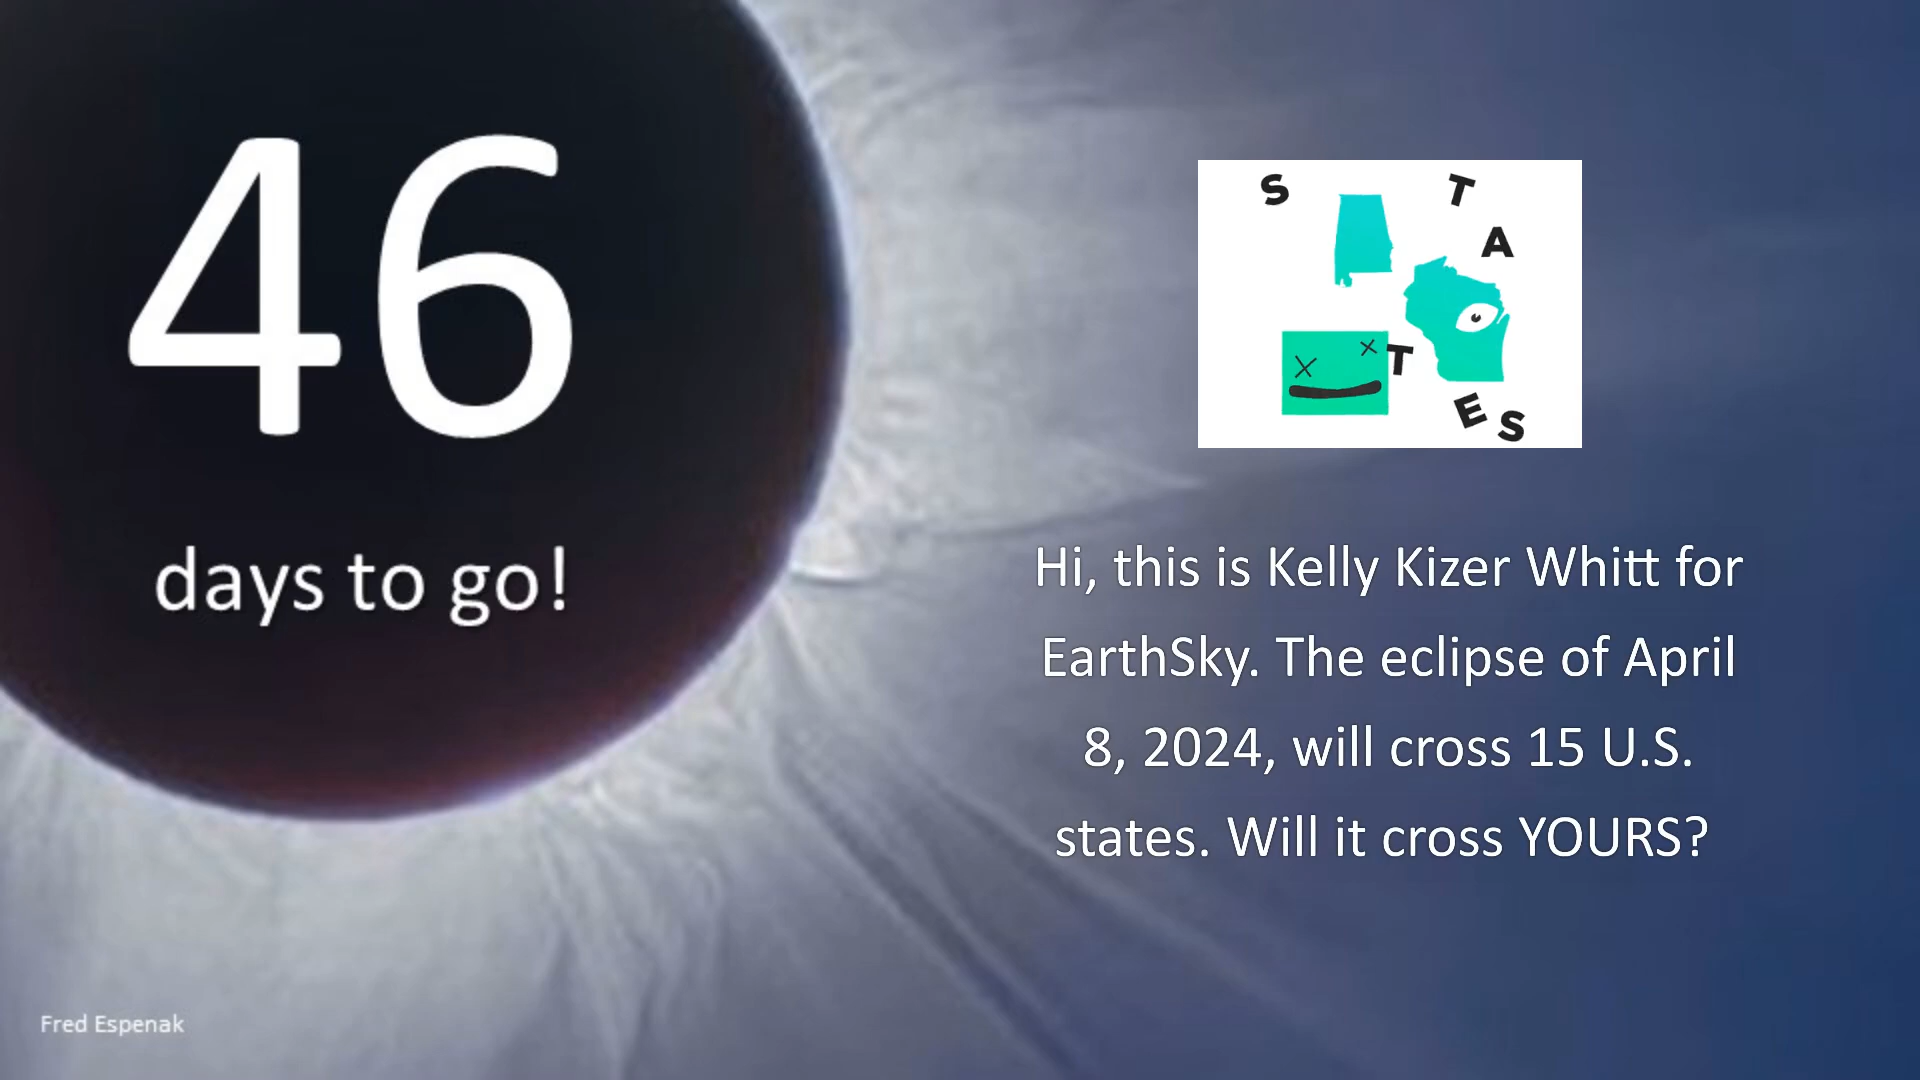 46
days to go!
STATES
Hi, this is Kelly Kizer Whitt for
EarthSky. The eclipse of April
8, 2024, will cross 15 U.S.
states. Will it cross YOURS?
Fred Espenak